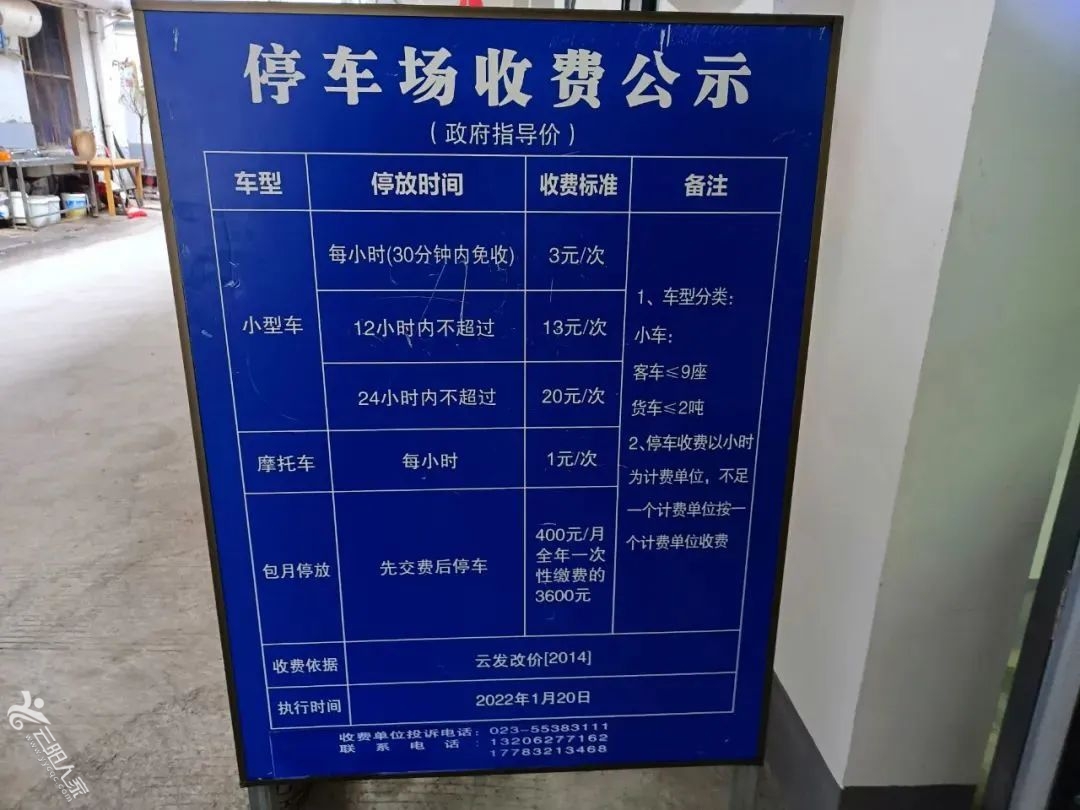 停车场收费公示
（政府指导价）
车型 停放时间 收费标准 备注
小型车
每小时(30分钟内免收) 3元/次
12小时内不超过 13元/次
24小时内不超过 20元/次
摩托车 每小时 1元/次
包月停放 先交费后停车
400元/月
全年一次
性缴费的
3600元
1、车型分类：
小车：
客车≤9座
货车≤2吨
2、停车收费以小时
为计费单位，不足
一个计费单位按一
个计费单位收费
收费依据 云发改价[2014]
执行时间 2022年1月20日
收费单位投诉电话：023-55383111
联系电话：13206277162
17783213468
云阳人家
www.yycqc.com